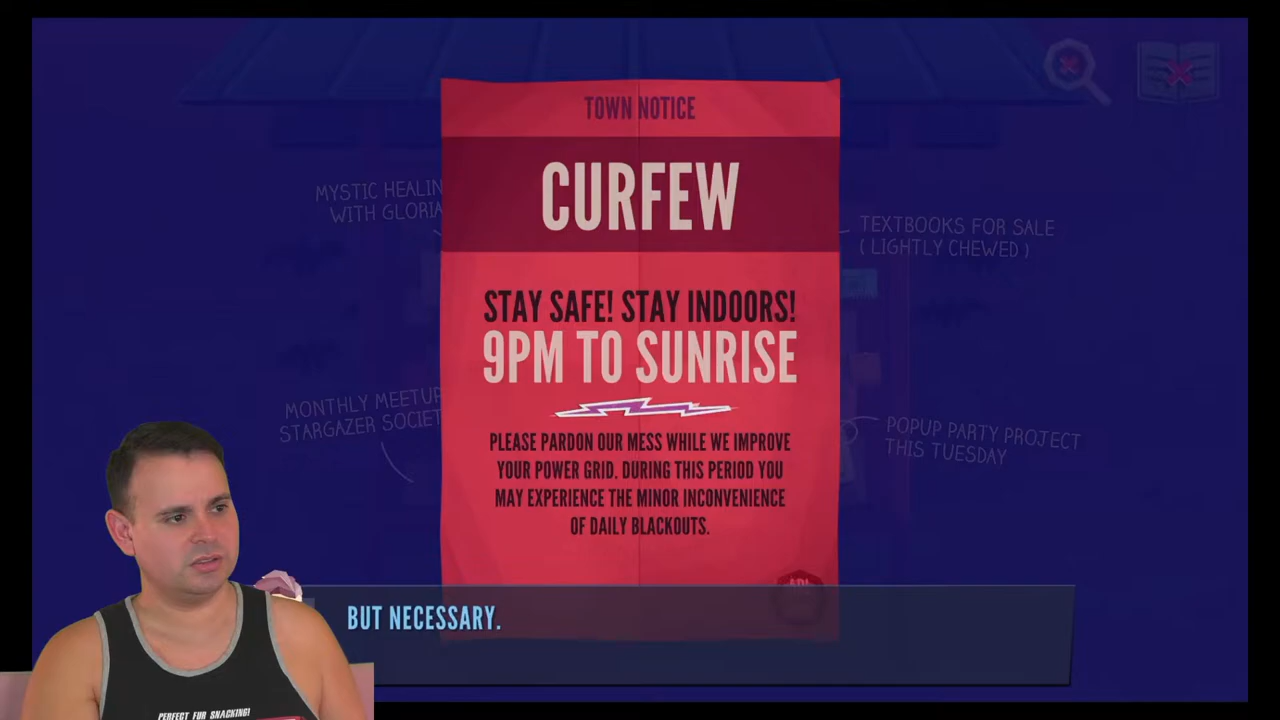 TOWN NOTICE
CURFEW
MYSTIC HEALIN
WITH GLORIA
TEXTBOOKS FOR SALE
( LIGHTLY CHEWED )
STAY SAFE! STAY INDOORS!
9PM TO SUNRISE
MONTHLY MEETUP
STARGAZER SOCIET
POPUP PARTY PROJECT
THIS TUESDAY
PLEASE PARDON OUR MESS WHILE WE IMPROVE
YOUR POWER GRID. DURING THIS PERIOD YOU
MAY EXPERIENCE THE MINOR INCONVENIENCE
OF DAILY BLACKOUTS.
BUT NECESSARY.
PERFECT FUR SNACKING!